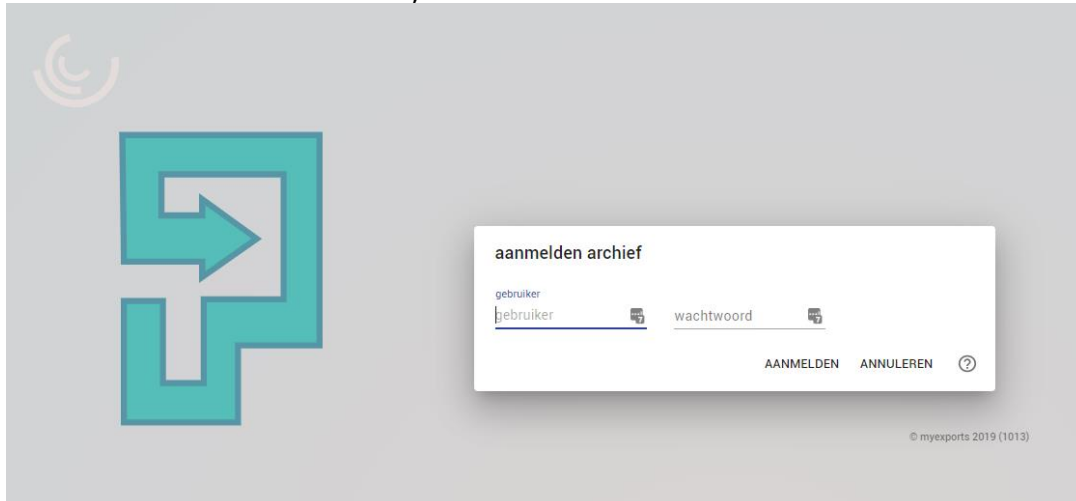 aanmelden archief
gebruiker
gebruiker wachtwoord
AANMELDEN ANNULEREN ?
© myexports 2019 (1013)